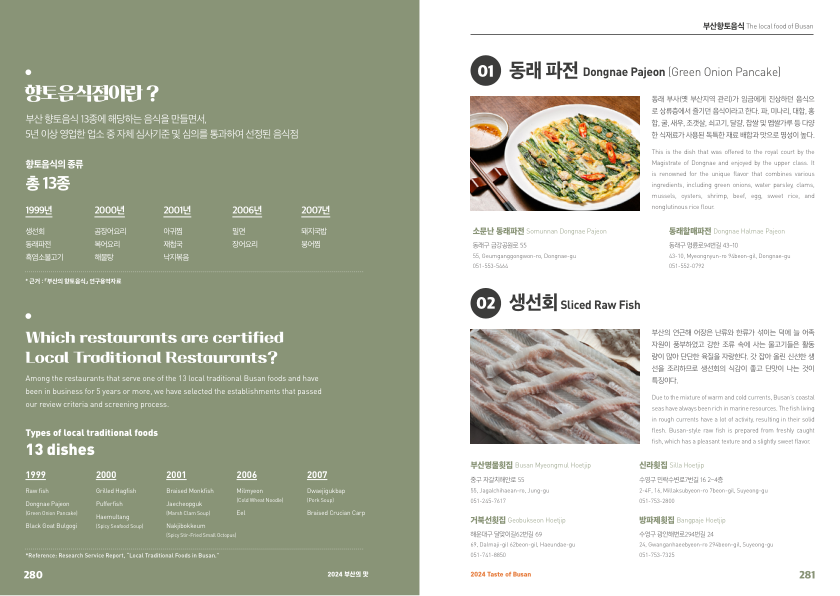 향토음식점이란?
부산 향토음식 13종에 해당하는 음식을 만들면서,
5년 이상 영업한 업소 중 자체 심사기준 및 심의를 통과하여 선정된 음식점
향토음식의 종류
총 13종
1999년
생선회
동래파전
흑염소불고기
2000년
곰장어요리
복어요리
해물탕
2001년
아귀찜
재첩국
낙지볶음
2006년
밀면
장어요리
2007년
돼지국밥
붕어찜
* 근거 : 「부산의 향토음식」 연구용역자료
Which restaurants are certified
Local Traditional Restaurants?
Among the restaurants that serve one of the 13 local traditional Busan foods and have
been in business for 5 years or more, we have selected the establishments that passed
our review criteria and screening process.
Types of local traditional foods
13 dishes
1999
Raw fish
Dongnae Pajeon
(Green Onion Pancake)
Black Goat Bulgogi
2000
Grilled Hagfish
Pufferfish
Haemultang
(Spicy Seafood Soup)
2001
Braised Monkfish
Jaecheopguk
(Marsh Clam Soup)
Nakjibokkeum
(Spicy Stir-Fried Small Octopus)
2006
Milmyeon
(Cold Wheat Noodle)
Eel
2007
Dwaejigukbap
(Pork Soup)
Braised Crucian Carp
*Reference: Research Service Report, "Local Traditional Foods in Busan."
280
2024 부산의 맛
부산향토음식 The local food of Busan
01 동래 파전 Dongnae Pajeon (Green Onion Pancake)
동래 부사(옛 부산지역 관리)가 임금에게 진상하던 음식으
로 상류층에서 즐기던 음식이라고 한다. 파, 미나리, 대합, 홍
합, 굴, 새우, 조갯살, 쇠고기, 달걀, 찹쌀 및 멥쌀가루 등 다양
한 식재료가 사용된 독특한 재료 배합과 맛으로 명성이 높다.
This is the dish that was offered to the royal court by the
Magistrate of Dongnae and enjoyed by the upper class. It
is renowned for the unique flavor that combines various
ingredients, including green onions, water parsley, clams,
mussels, oysters, shrimp, beef, egg, sweet rice, and
nonglutinous rice flour.
소문난 동래파전 Somunnan Dongnae Pajeon
동래구 금강공원로 55
55, Geumganggongwon-ro, Dongnae-gu
051-553-5464
동래할매파전 Dongnae Halmae Pajeon
동래구 명륜로94번길 43-10
43-10, Myeongnyun-ro 94beon-gil, Dongnae-gu
051-552-0792
02 생선회 Sliced Raw Fish
부산의 연근해 어장은 난류와 한류가 섞이는 덕에 늘 어족
자원이 풍부하였고 강한 조류 속에 사는 물고기들은 활동
량이 많아 단단한 육질을 자랑한다. 갓 잡아 올린 신선한 생
선을 조리하므로 생선회의 식감이 좋고 단맛이 나는 것이
특징이다.
Due to the mixture of warm and cold currents, Busan's coastal
seas have always been rich in marine resources. The fish living
in rough currents have a lot of activity, resulting in their solid
flesh. Busan-style raw fish is prepared from freshly caught
fish, which has a pleasant texture and a slightly sweet flavor.
부산명물횟집 Busan Myeongmul Hoetjip
중구 자갈치해안로 55
55, Jagalchihaean-ro, Jung-gu
051-245-7617
신라횟집 Silla Hoetjip
수영구 민락수변로7번길 16 2~4층
2-4F, 16, Millaksubyeon-ro 7beon-gil, Suyeong-gu
051-753-2800
거북선횟집 Geobukseon Hoetjip
해운대구 달맞이길62번길 69
69, Dalmaji-gil 62beon-gil, Haeundae-gu
051-741-8850
방파제횟집 Bangpaje Hoetjip
수영구 광안해변로294번길 24
24, Gwanganhaebyeon-ro 294beon-gil, Suyeong-gu
051-753-7325
2024 Taste of Busan
281